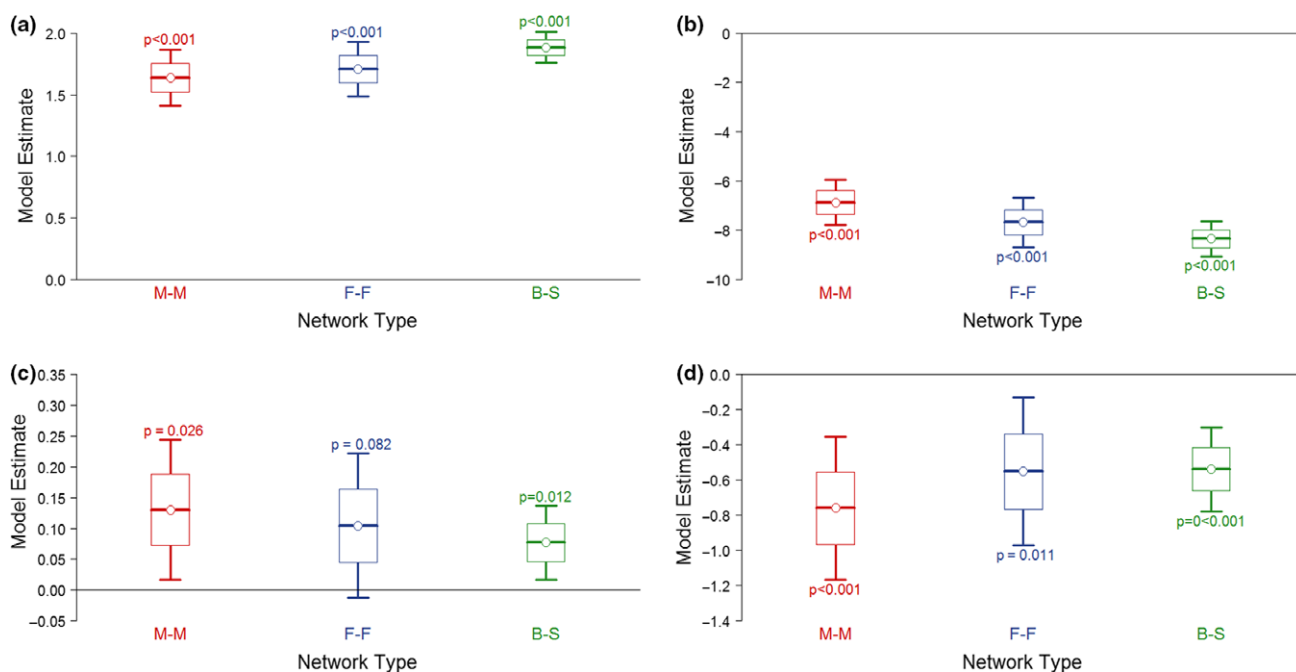 (a)
2.0
1.5
1.0
0.5
0.0
Model Estimate
p<0.001
p<0.001
p<0.001
M-M
F-F
B-S
Network Type
(b)
0
−2
−4
−6
−8
−10
Model Estimate
p<0.001
p<0.001
p<0.001
M-M
F-F
B-S
Network Type
(c)
0.35
0.30
0.25
0.20
0.15
0.10
0.05
0.00
−0.05
Model Estimate
p = 0.026
p = 0.082
p=0.012
M-M
F-F
B-S
Network Type
(d)
0.0
−0.2
−0.4
−0.6
−0.8
−1.0
−1.2
−1.4
Model Estimate
p<0.001
p = 0.011
p=0<0.001
M-M
F-F
B-S
Network Type